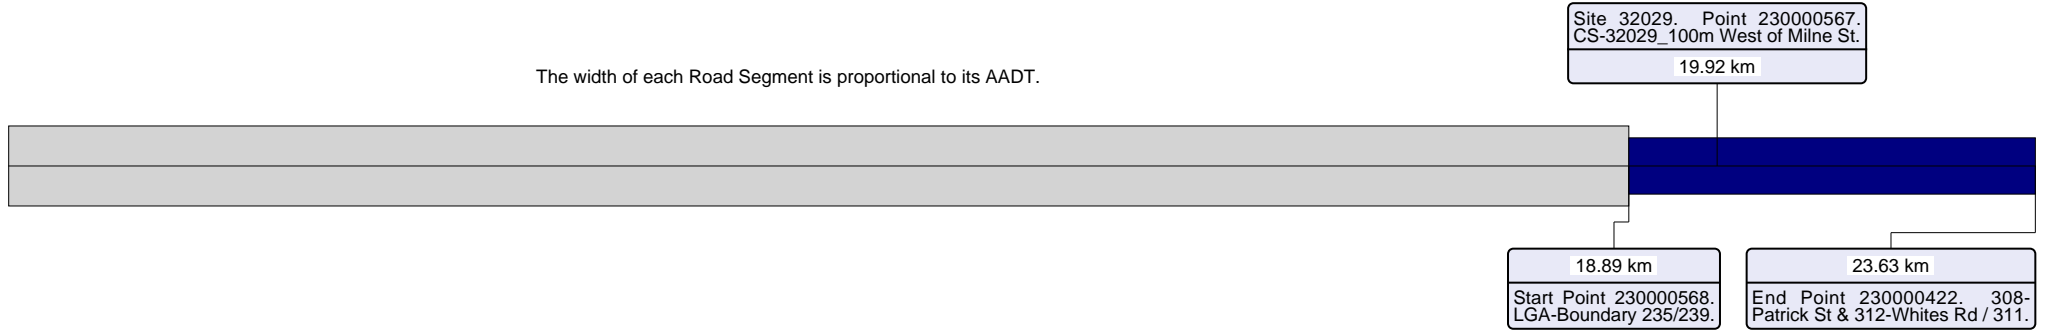 Site 32029. Point 230000567.
CS-32029_100m West of Milne St.
19.92 km
The width of each Road Segment is proportional to its AADT.
18.89 km
Start Point 230000568.
LGA-Boundary 235/239.
23.63 km
End Point 230000422. 308-
Patrick St & 312-Whites Rd / 311.